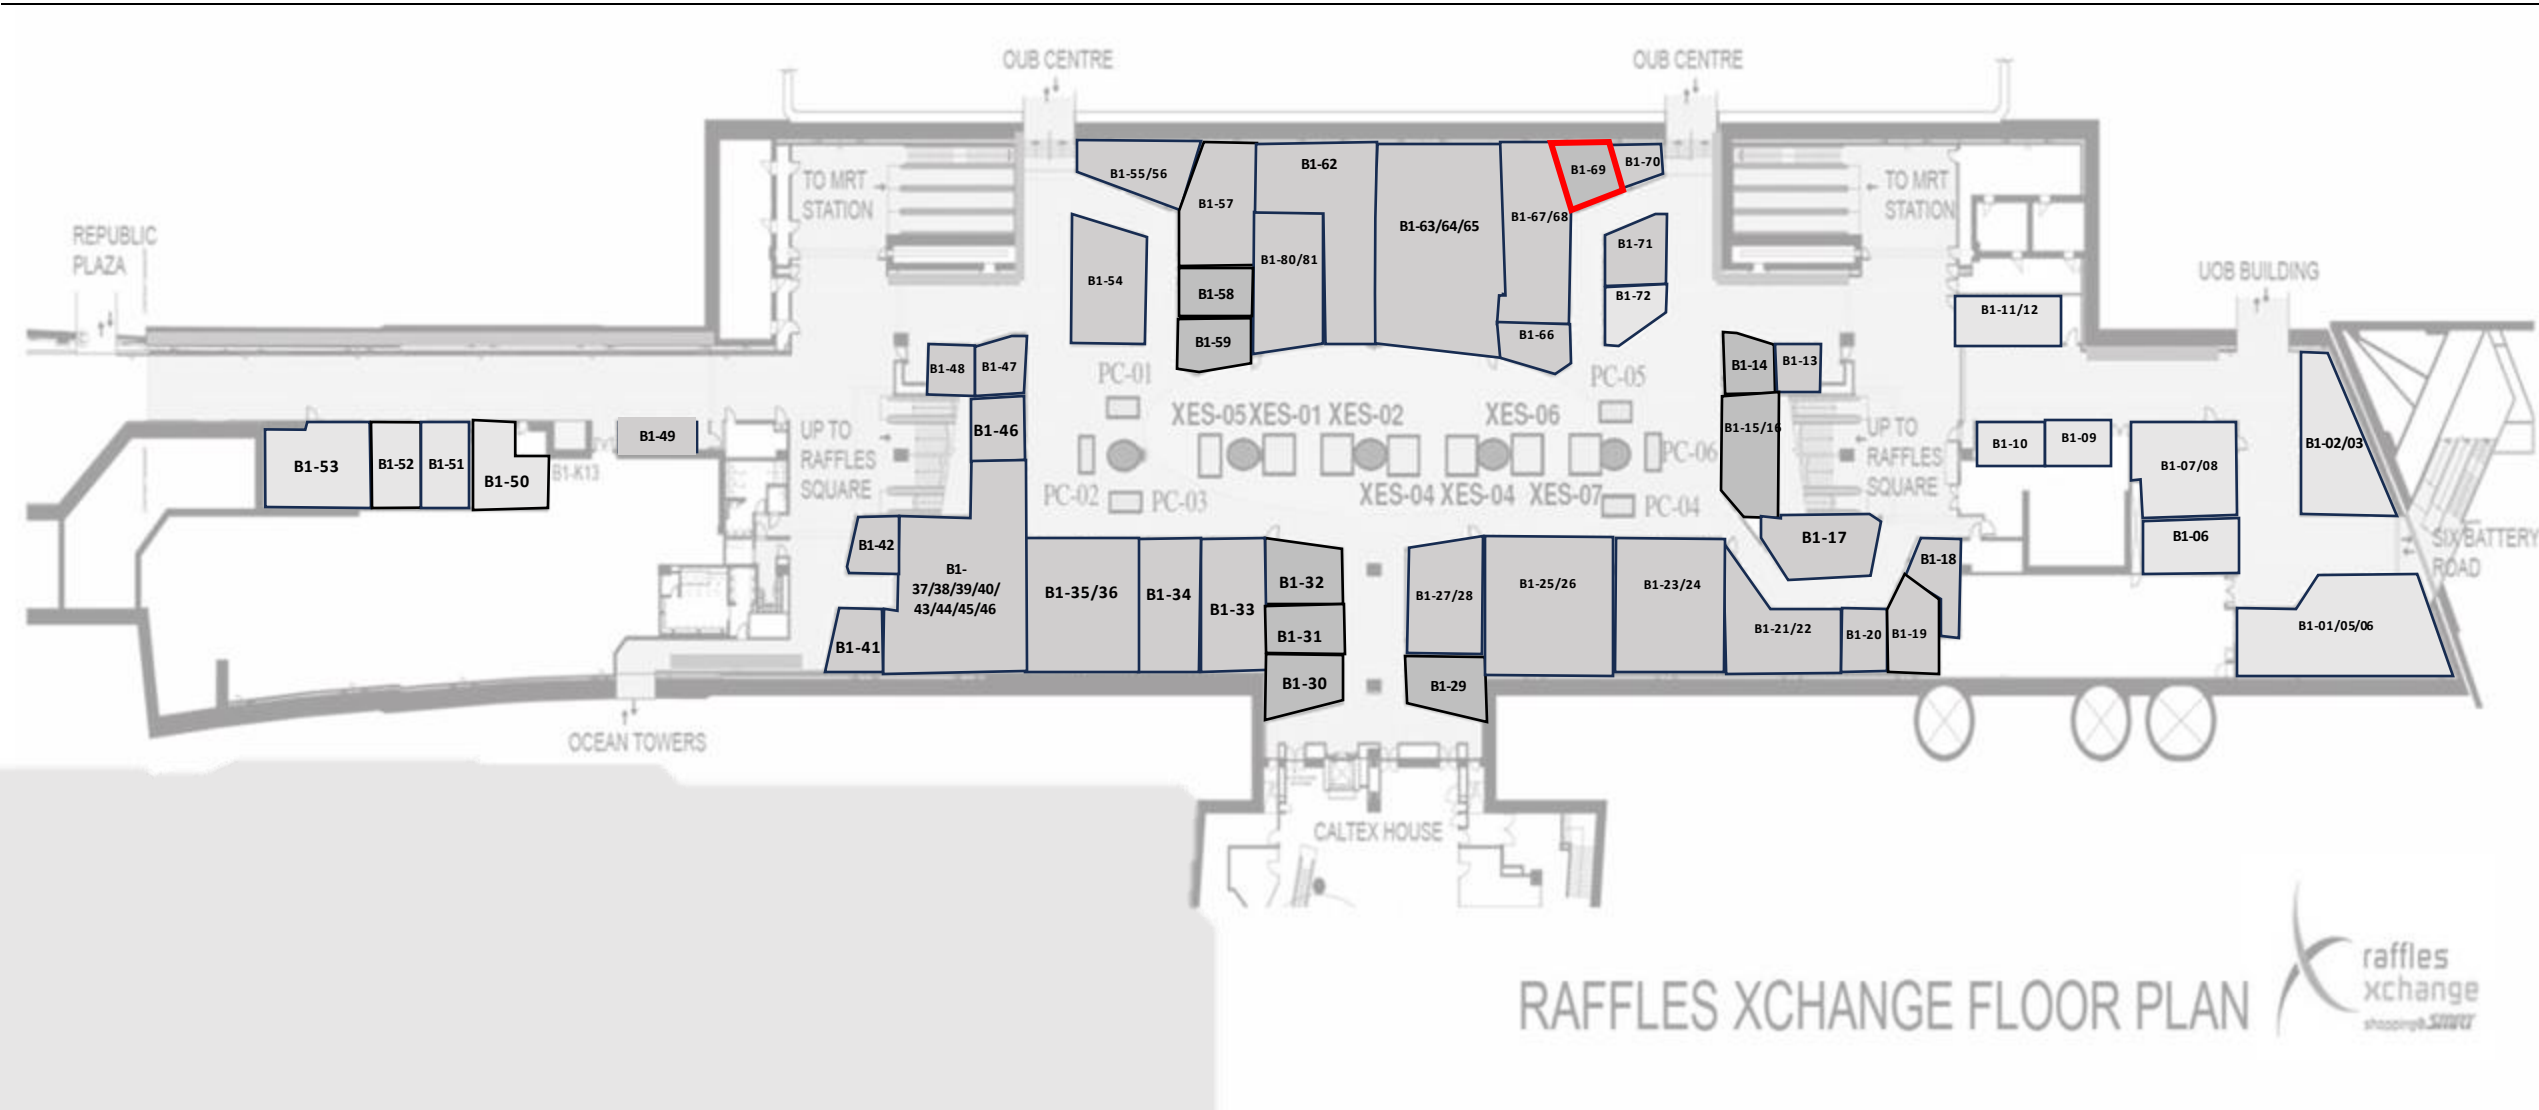 OUB CENTRE
OUB CENTRE
REPUBLIC
PLAZA
TO MRT
STATION
B1-55/56
B1-57
B1-62
B1-63/64/65
B1-67/68
B1-69
B1-70
TO MRT
STATION
B1-54
B1-58
B1-59
B1-80/81
B1-66
B1-71
B1-72
B1-11/12
UOB BUILDING
B1-48
B1-47
B1-46
PC-01
PC-05
B1-14
B1-13
XES-05
XES-01
XES-02
XES-06
B1-53
B1-52
B1-51
B1-50
B1-K13
B1-49
UP TO
RAFFLES
SQUARE
PC-02
PC-03
XES-04
XES-04
XES-07
PC-04
PC-06
B1-15/16
UP TO
RAFFLES
SQUARE
B1-10
B1-09
B1-07/08
B1-02/03
B1-06
SIX BATTERY
ROAD
B1-42
B1-
37/38/39/40/
43/44/45/46
B1-41
B1-35/36
B1-34
B1-33
B1-32
B1-31
B1-30
B1-27/28
B1-29
B1-25/26
B1-23/24
B1-21/22
B1-20
B1-19
B1-18
B1-17
B1-01/05/06
OCEAN TOWERS
CALTEX HOUSE
RAFFLES XCHANGE FLOOR PLAN
raffles
xchange
shopping@SMRT